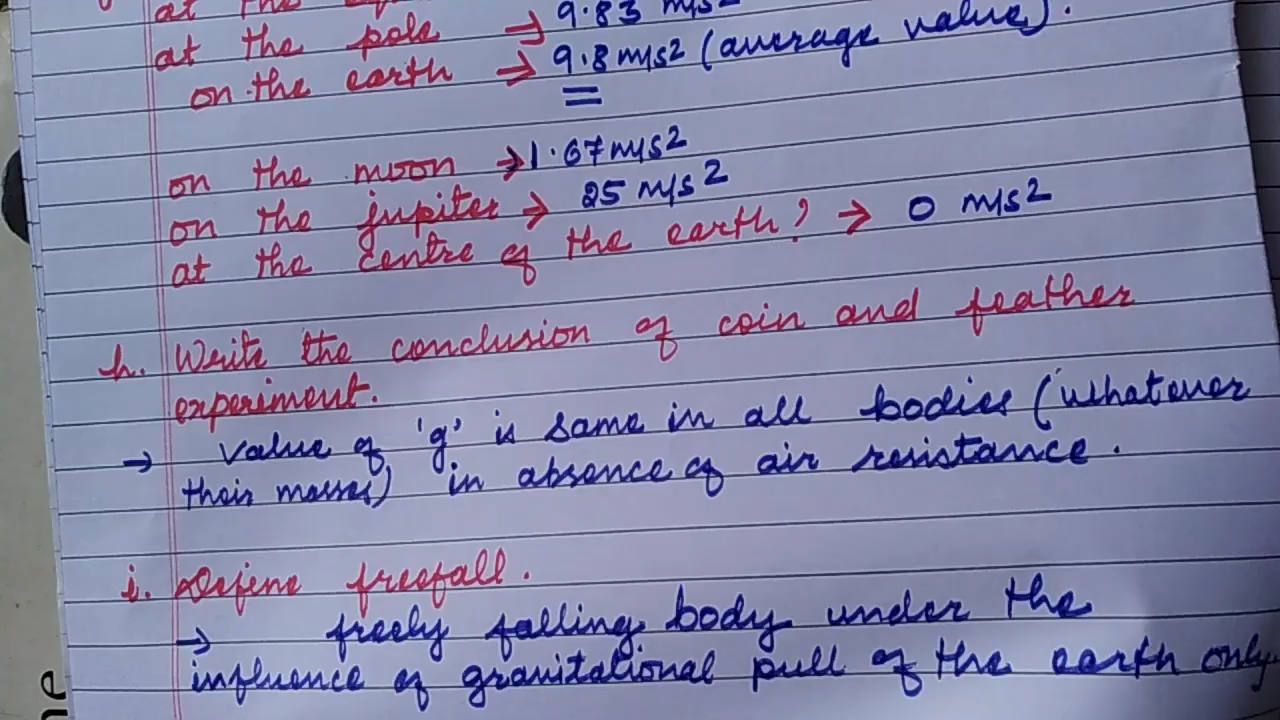 at the
at the pole → 9.83 m/s2
on the earth → 9.8 m/s2 (average value).
on the moon → 1.67 m/s2
on the jupiter → 25 m/s2
at the centre of the earth? → 0 m/s2
h. Write the conclusion of coin and feather
experiment.
→ value of 'g' is same in all bodies (whatever
their masses) in absence of air resistance.
i. Define freefall.
→ freely falling body under the
influence of gravitational pull of the earth only.